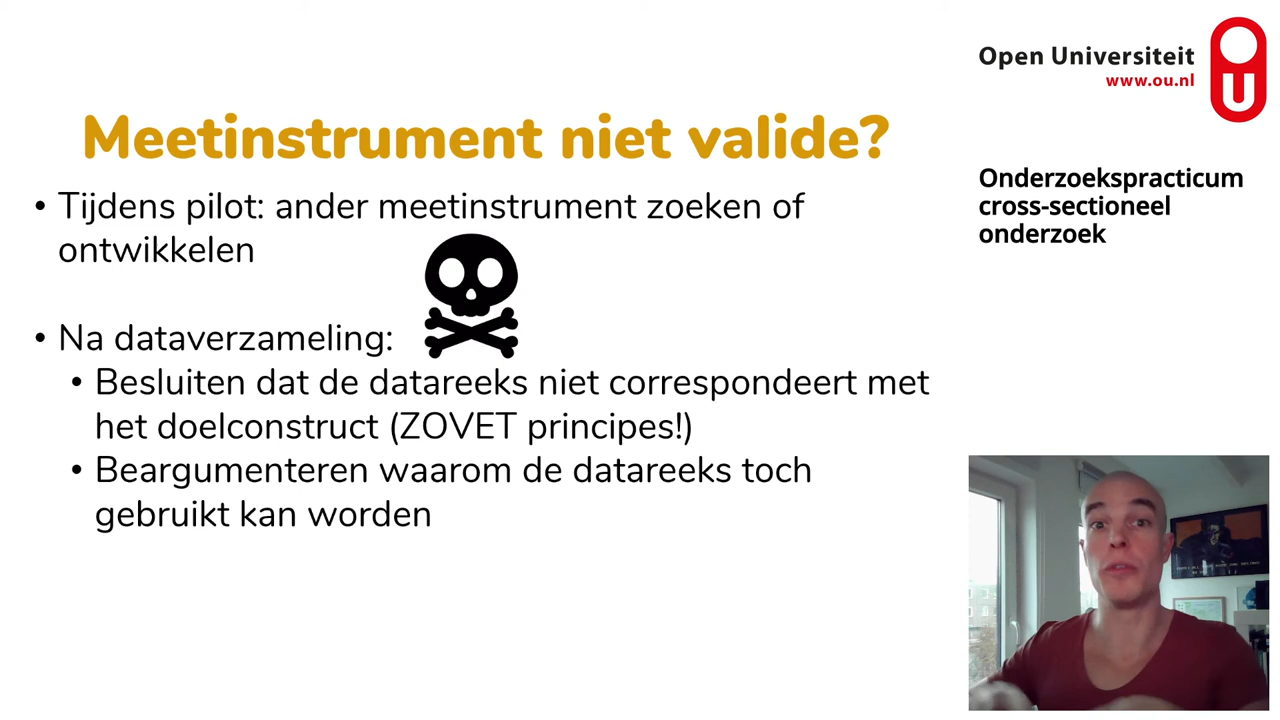 Open Universiteit
www.ou.nl
Meetinstrument niet valide?
• Tijdens pilot: ander meetinstrument zoeken of
ontwikkelen
• Na dataverzameling:
• Besluiten dat de datareeks niet correspondeert met
het doelconstruct (ZOVET principes!)
• Beargumenteren waarom de datareeks toch
gebruikt kan worden
Onderzoekspracticum
cross-sectioneel
onderzoek